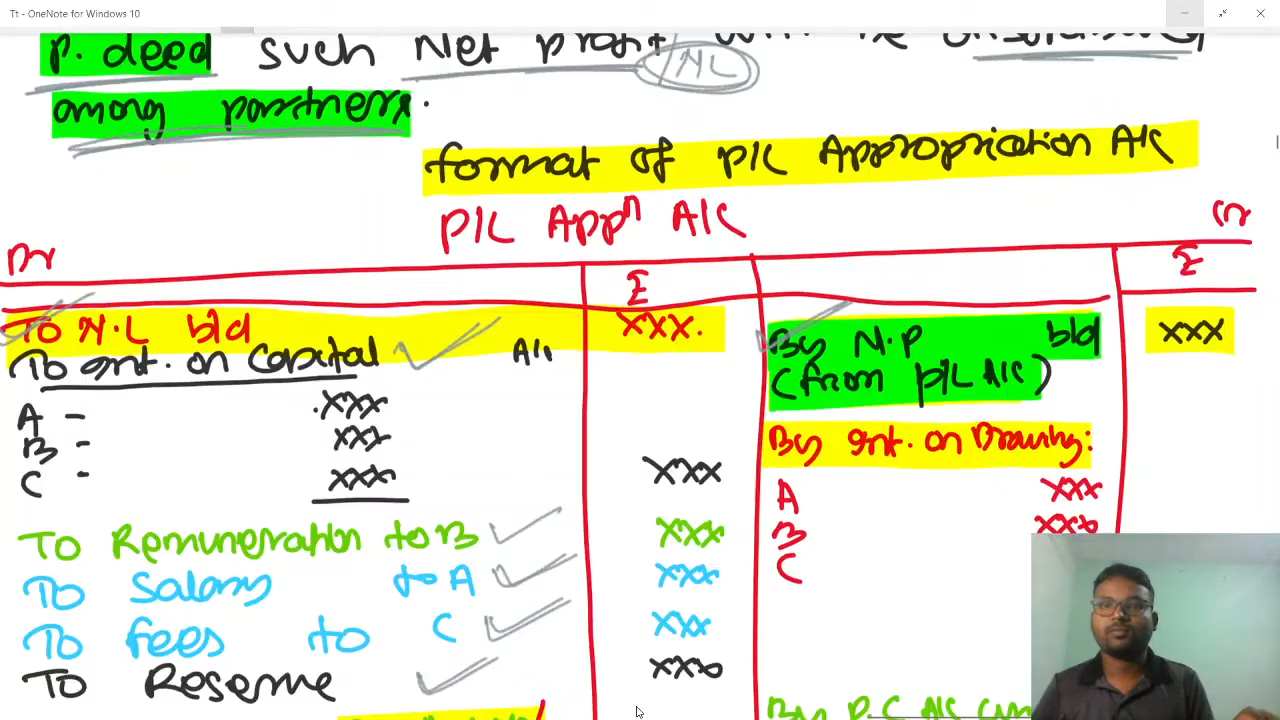 Tt - OneNote for Windows 10
P. deed such Net profit will be distributed
/NL
among partners.
format of P/L Appropriation A/C
P/L Appⁿ A/C
Dr
Cr
To N.L b/d xxx.
To Int. on Capital A/c
A - xxx
B - xxx
C - xxx
xxx
To Remuneration to B xxx
To Salary to A xxx
To fees to C xxx
To Reserve xxx
By N.P b/d xxx
(from P/L A/C)
By Int. on Drawing:
A xxx
B xxx
C
By P.C A/C